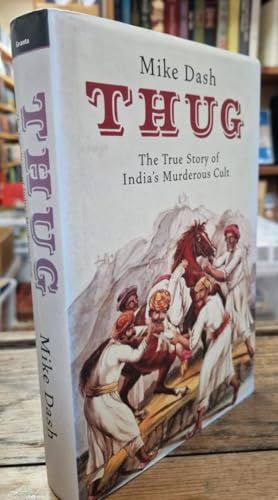 Mike Dash
THUG
The True Story of
India's Murderous Cult
Granta
THUG
Mike Dash